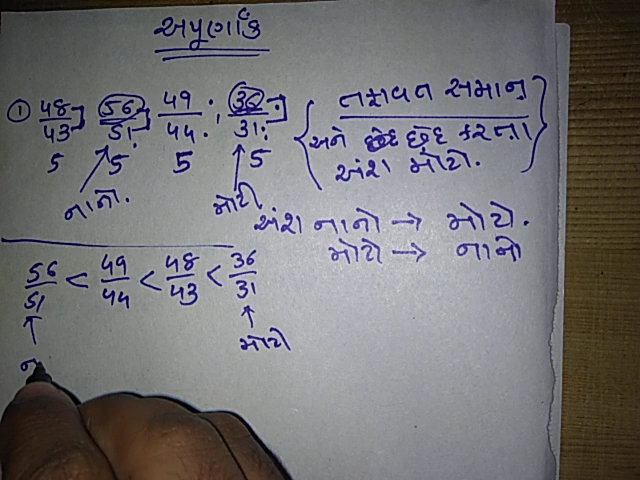 અપૂર્ણાંક
① 48/43, 56/51, 49/44, 36/31
5 5 5 5
નાનો. મોટો
{ તફાવત સમાન
અને છેદ કરતા
અંશ મોટો. }
અંશ નાનો → મોટો.
મોટો → નાનો
56/51 < 49/44 < 48/43 < 36/31
↑ ↑
મોટો